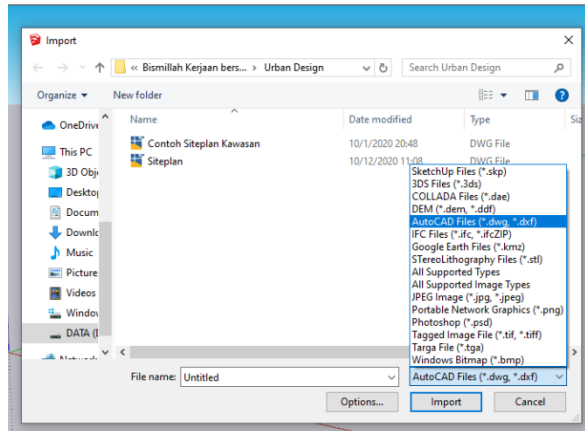 Import
« Bismillah Kerjaan bers... > Urban Design
Search Urban Design
Organize
New folder
Name
Date modified
Type
Siz
OneDrive
This PC
3D Obje
Desktop
Docum
Downlo
Music
Picture
Videos
Window
DATA (D
Contoh Siteplan Kawasan
10/1/2020 20:48
DWG File
Siteplan
10/12/2020 11:08
DWG File
SketchUp Files (*.skp)
3DS Files (*.3ds)
COLLADA Files (*.dae)
DEM (*.dem, *.ddf)
AutoCAD Files (*.dwg, *.dxf)
IFC Files (*.ifc, *.ifcZIP)
Google Earth Files (*.kmz)
STereoLithography Files (*.stl)
All Supported Types
All Supported Image Types
JPEG Image (*.jpg, *.jpeg)
Portable Network Graphics (*.png)
Photoshop (*.psd)
Tagged Image File (*.tif, *.tiff)
Targa File (*.tga)
Windows Bitmap (*.bmp)
File name:
Untitled
AutoCAD Files (*.dwg, *.dxf)
Options...
Import
Cancel